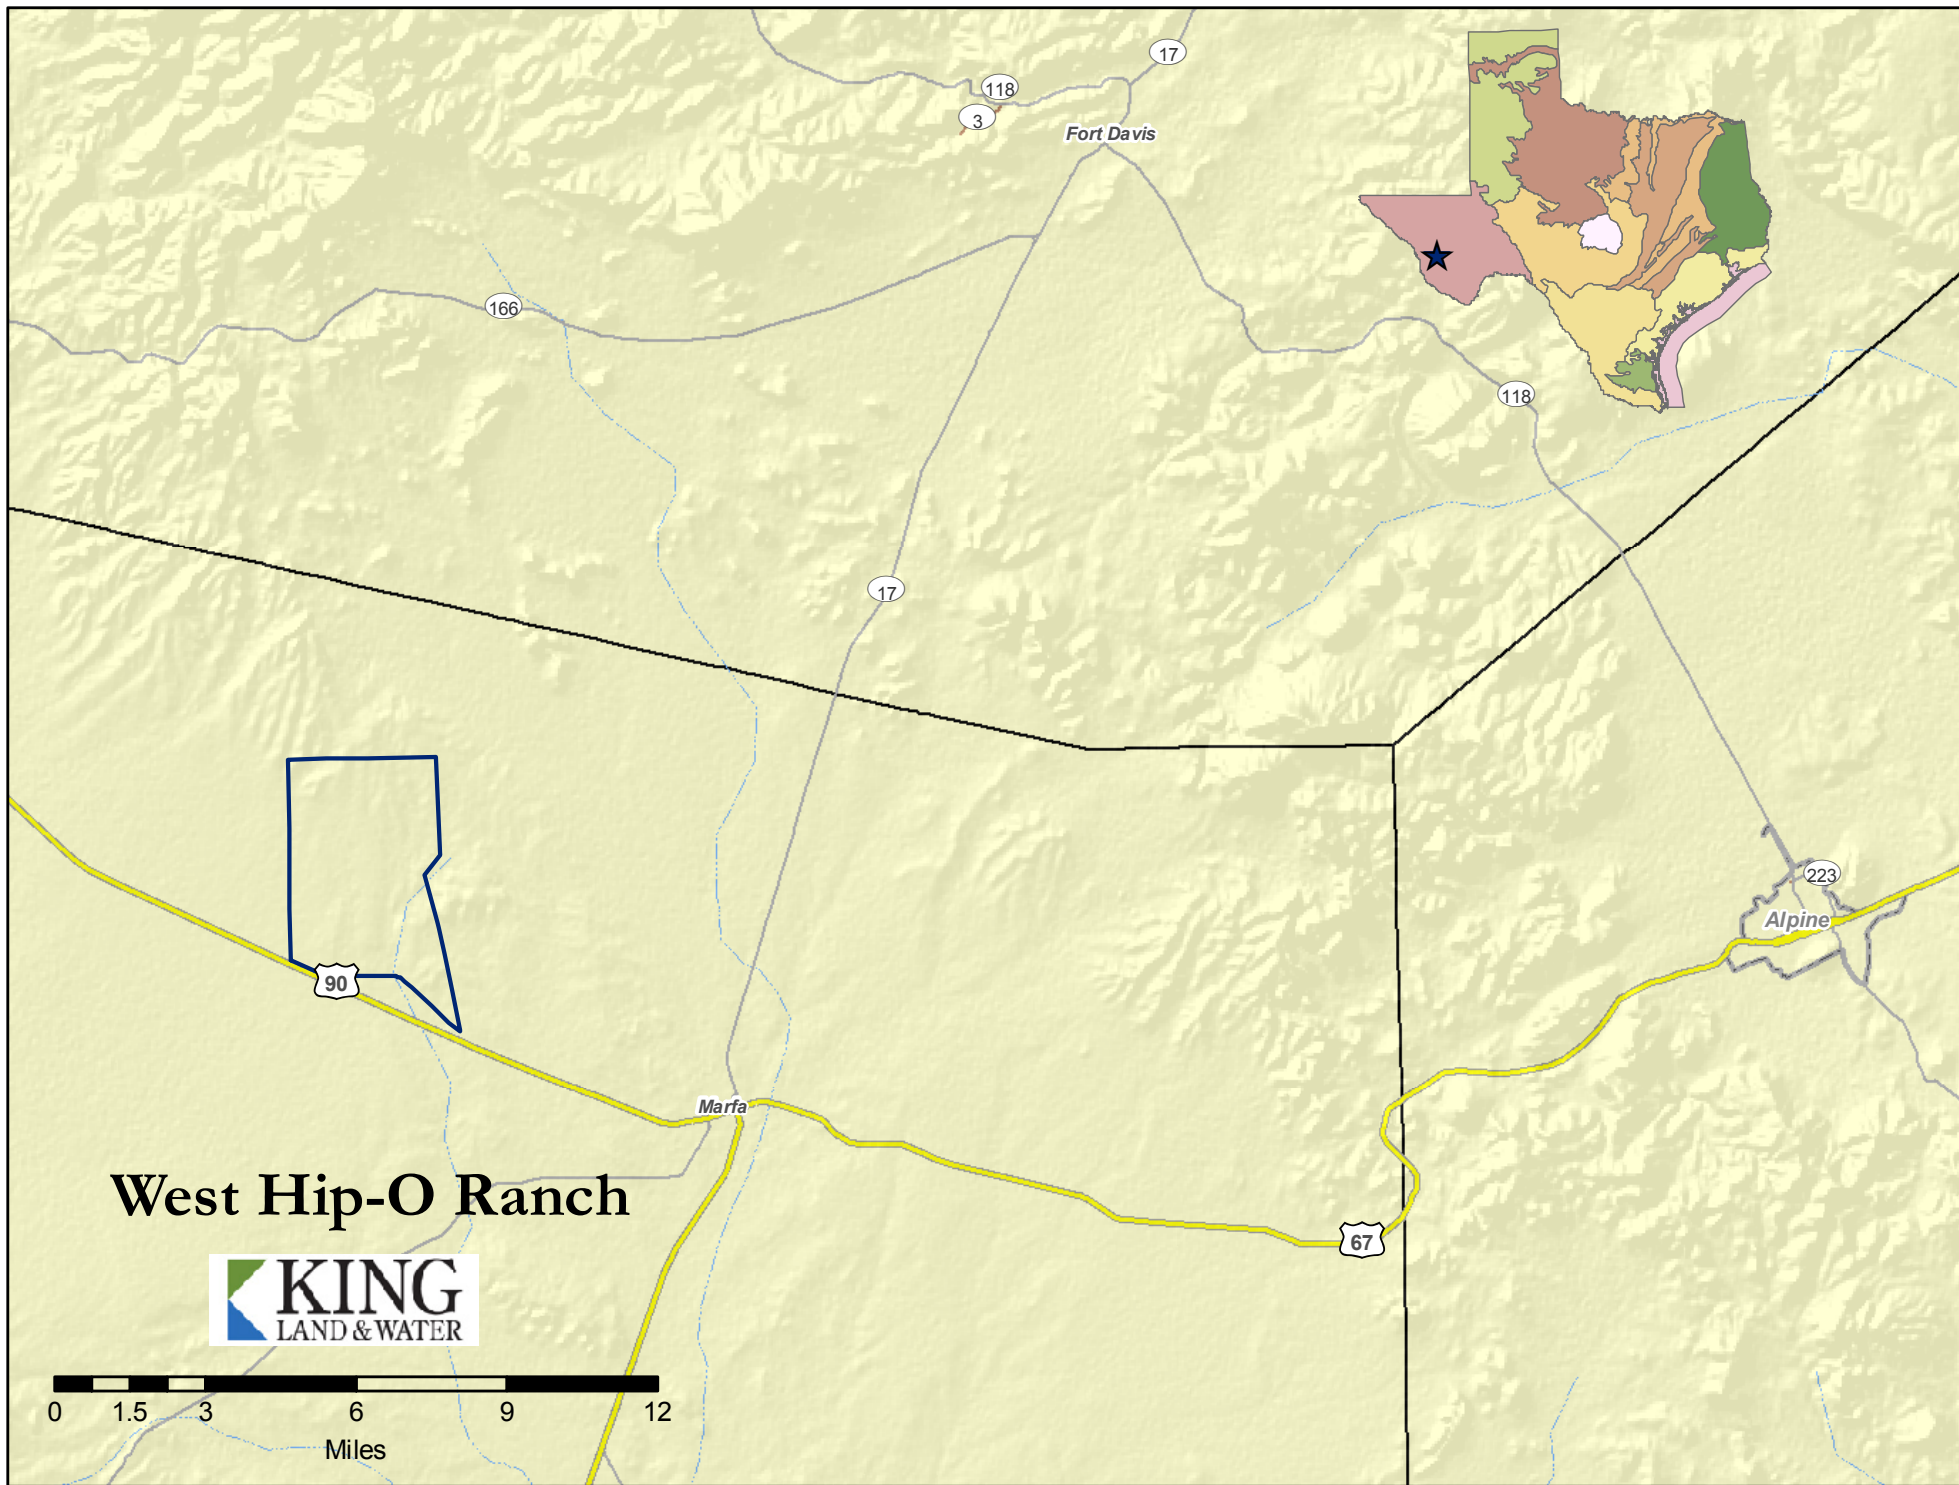 17
118
3
Fort Davis
166
118
17
223
Alpine
90
Marfa
West Hip-O Ranch
67
KING
LAND & WATER
0 1.5 3 6 9 12
Miles